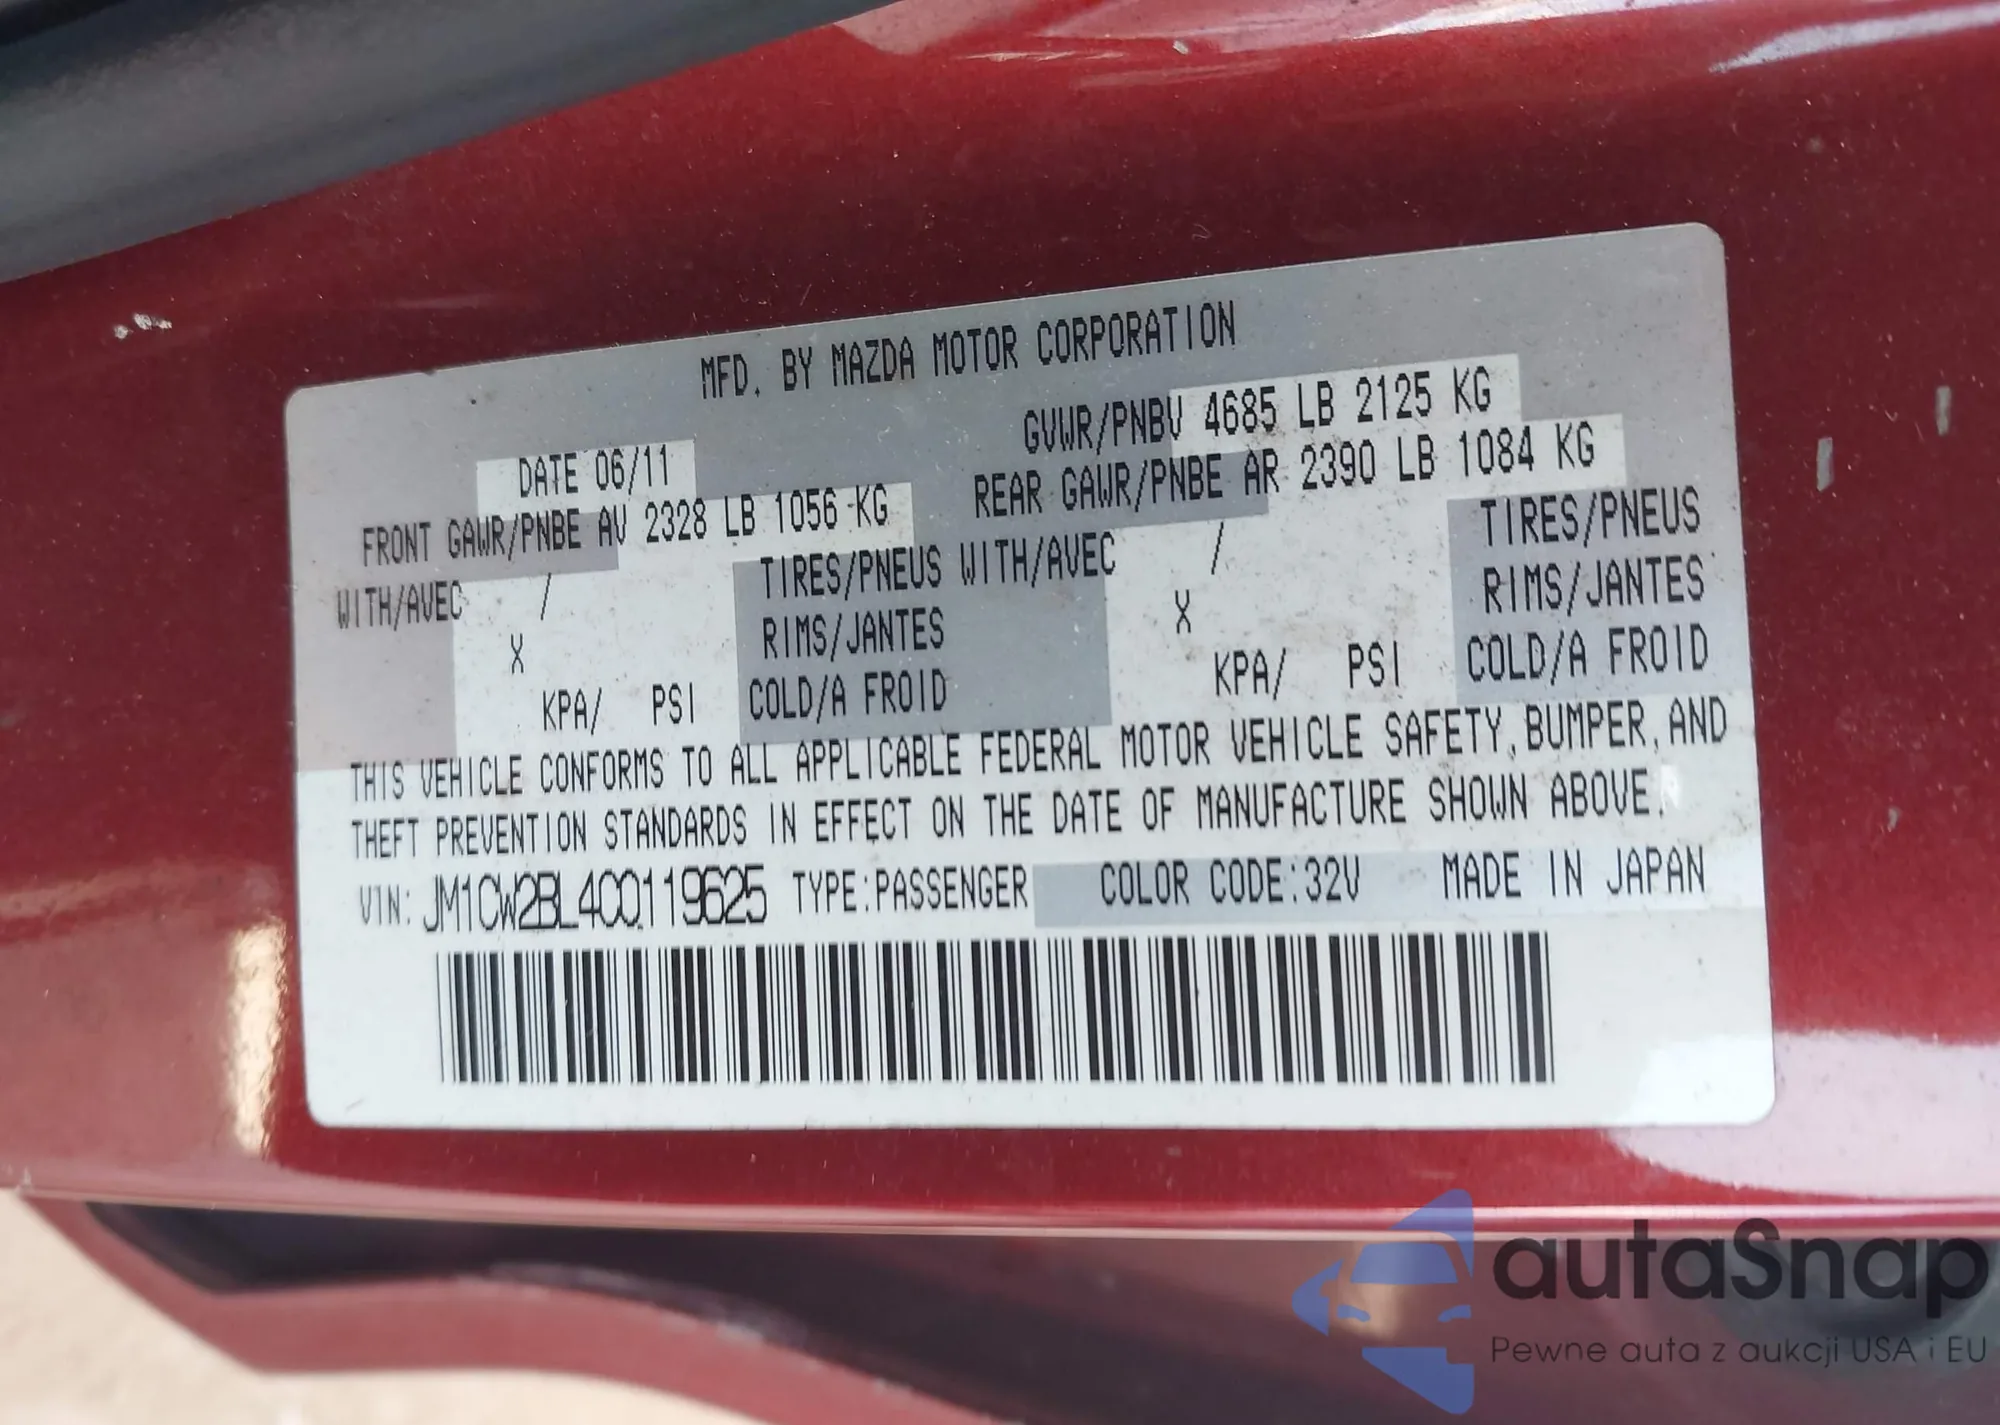 MFD. BY MAZDA MOTOR CORPORATION
DATE 06/11 GVWR/PNBV 4685 LB 2125 KG
FRONT GAWR/PNBE AV 2328 LB 1056 KG REAR GAWR/PNBE AR 2390 LB 1084 KG
WITH/AVEC / TIRES/PNEUS WITH/AVEC / TIRES/PNEUS
X RIMS/JANTES X RIMS/JANTES
KPA/ PSI COLD/A FROID KPA/ PSI COLD/A FROID
THIS VEHICLE CONFORMS TO ALL APPLICABLE FEDERAL MOTOR VEHICLE SAFETY, BUMPER, AND
THEFT PREVENTION STANDARDS IN EFFECT ON THE DATE OF MANUFACTURE SHOWN ABOVE.
VIN: JM1CW2BL4C0119625 TYPE:PASSENGER COLOR CODE:32V MADE IN JAPAN
autaSnap
Pewne auta z aukcji USA i EU